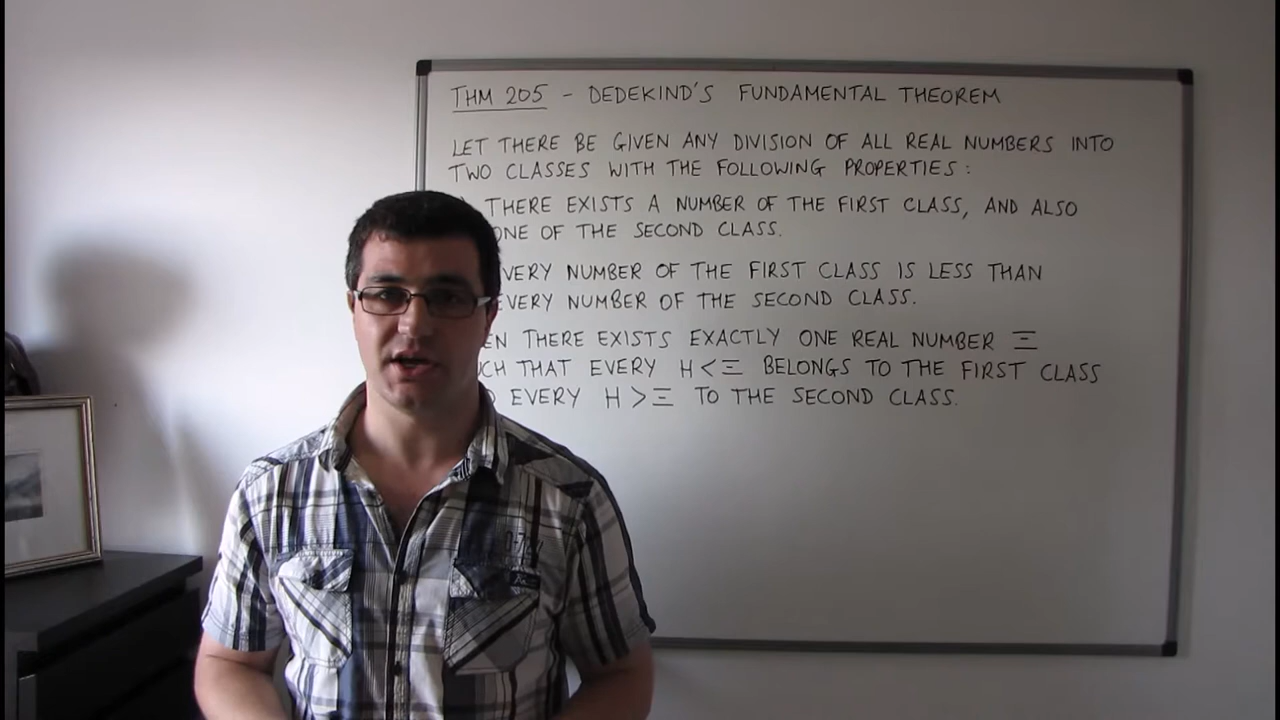 THM 205 - DEDEKIND'S FUNDAMENTAL THEOREM
LET THERE BE GIVEN ANY DIVISION OF ALL REAL NUMBERS INTO
TWO CLASSES WITH THE FOLLOWING PROPERTIES:
) THERE EXISTS A NUMBER OF THE FIRST CLASS, AND ALSO
ONE OF THE SECOND CLASS.
VERY NUMBER OF THE FIRST CLASS IS LESS THAN
EVERY NUMBER OF THE SECOND CLASS.
EN THERE EXISTS EXACTLY ONE REAL NUMBER Ξ
UCH THAT EVERY H < Ξ BELONGS TO THE FIRST CLASS
D EVERY H > Ξ TO THE SECOND CLASS.